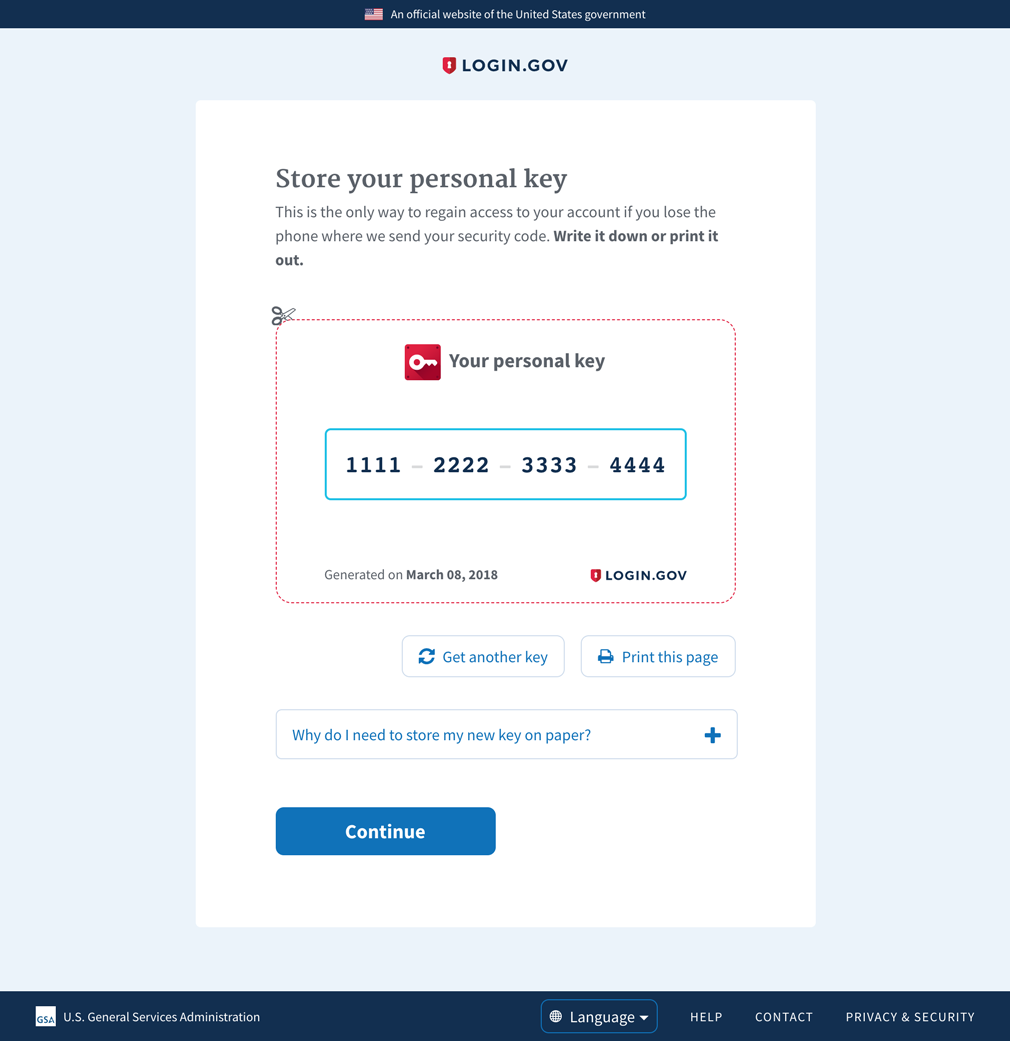 An official website of the United States government
LOGIN.GOV
Store your personal key
This is the only way to regain access to your account if you lose the
phone where we send your security code. Write it down or print it
out.
Your personal key
1111 – 2222 – 3333 – 4444
Generated on March 08, 2018
LOGIN.GOV
Get another key
Print this page
Why do I need to store my new key on paper?
Continue
GSA
U.S. General Services Administration
Language
HELP
CONTACT
PRIVACY & SECURITY